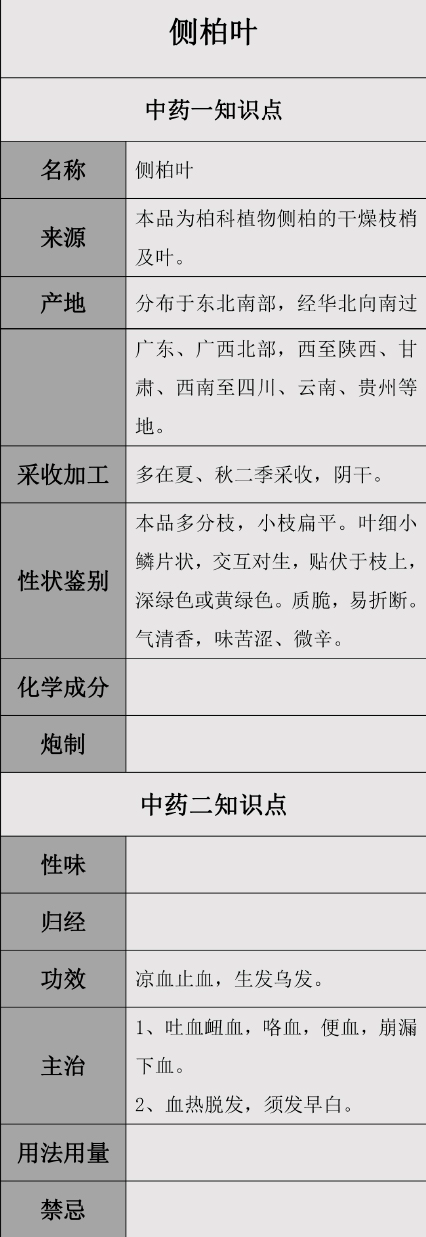 侧柏叶
中药一知识点
名称
侧柏叶
来源
本品为柏科植物侧柏的干燥枝梢
及叶。
产地
分布于东北南部，经华北向南过
广东、广西北部，西至陕西、甘
肃、西南至四川、云南、贵州等
地。
采收加工
多在夏、秋二季采收，阴干。
性状鉴别
本品多分枝，小枝扁平。叶细小
鳞片状，交互对生，贴伏于枝上，
深绿色或黄绿色。质脆，易折断。
气清香，味苦涩、微辛。
化学成分
炮制
中药二知识点
性味
归经
功效
凉血止血，生发乌发。
主治
1、吐血衄血，咯血，便血，崩漏
下血。
2、血热脱发，须发早白。
用法用量
禁忌